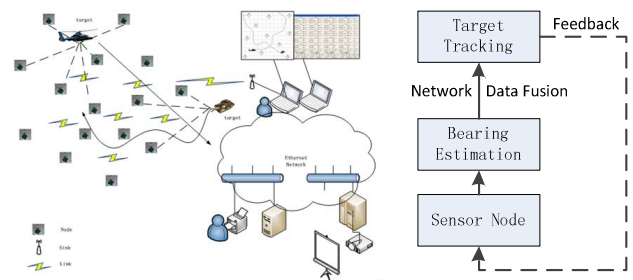 target
target
Ethernet
Network
Node
Sink
Link
Target
Tracking
Feedback
Network
Data Fusion
Bearing
Estimation
Sensor Node